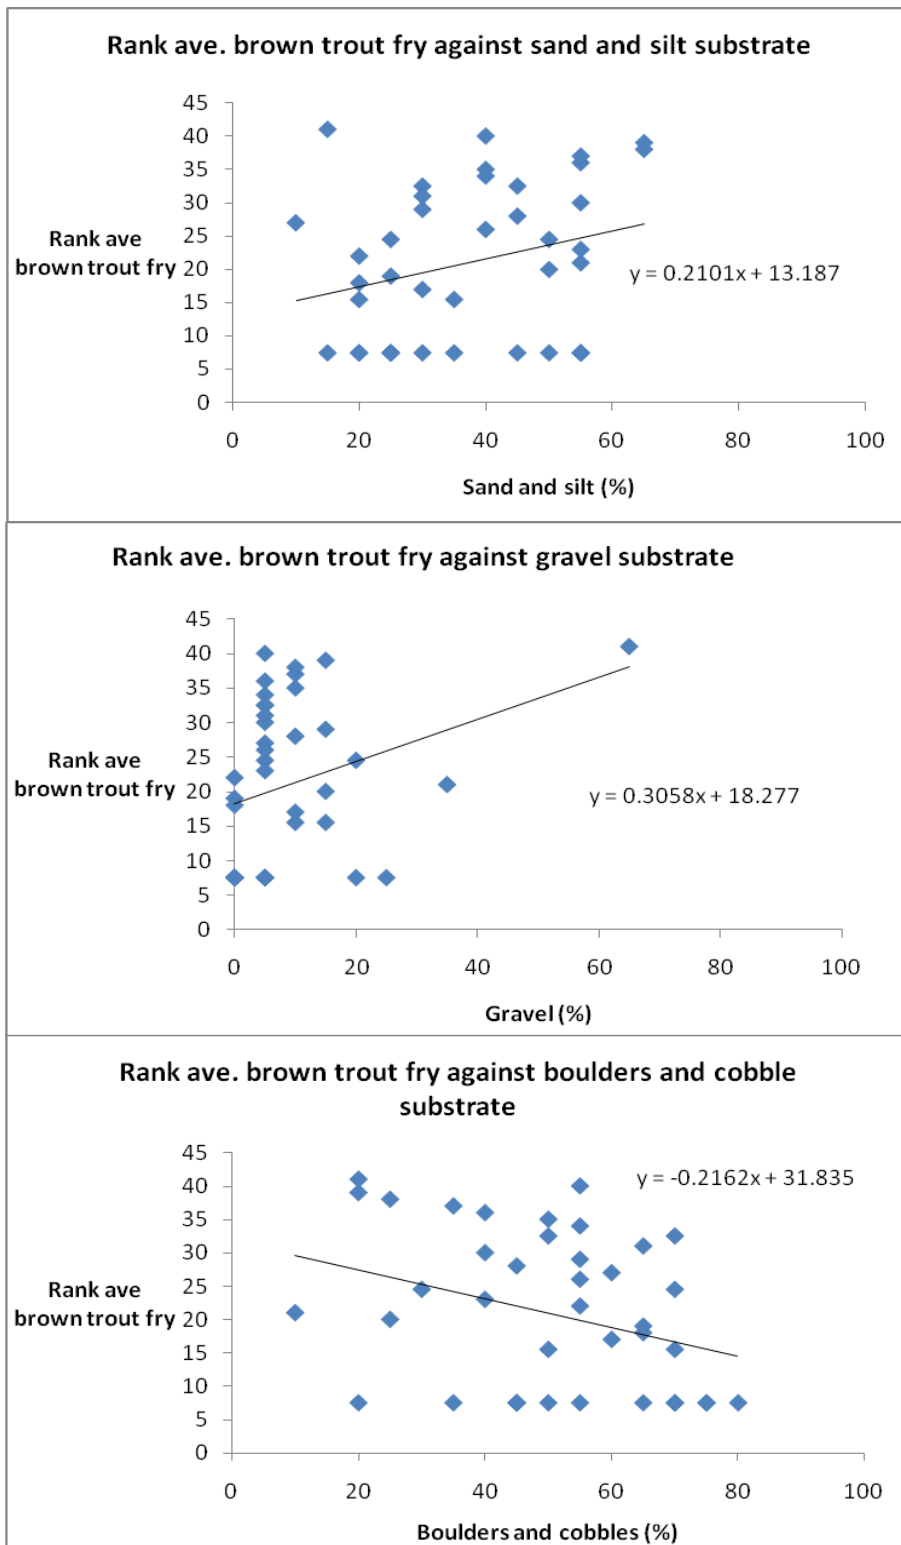 Rank ave. brown trout fry against sand and silt substrate
45
40
35
30
25
20
15
10
5
0
Rank ave
brown trout fry
y = 0.2101x + 13.187
0 20 40 60 80 100
Sand and silt (%)
Rank ave. brown trout fry against gravel substrate
45
40
35
30
25
20
15
10
5
0
Rank ave
brown trout fry
y = 0.3058x + 18.277
0 20 40 60 80 100
Gravel (%)
Rank ave. brown trout fry against boulders and cobble
substrate
45
40
35
30
25
20
15
10
5
0
y = -0.2162x + 31.835
Rank ave
brown trout fry
0 20 40 60 80 100
Boulders and cobbles (%)